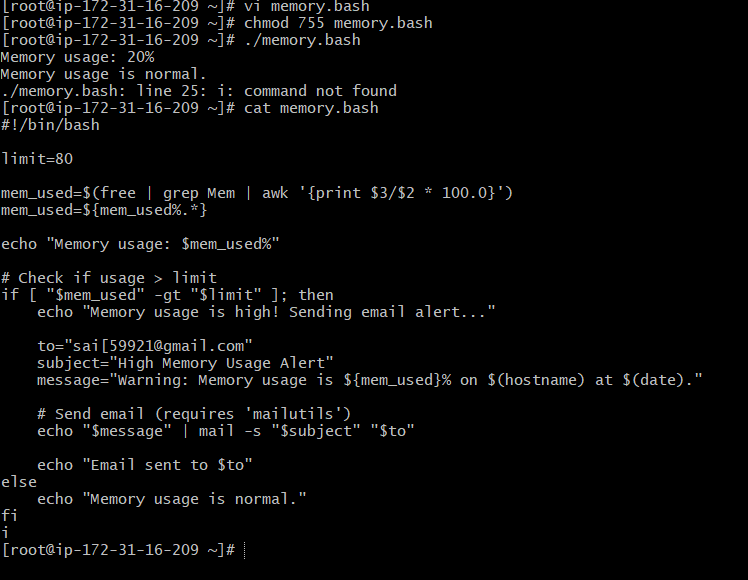 [root@ip-172-31-16-209 ~]# vi memory.bash
[root@ip-172-31-16-209 ~]# chmod 755 memory.bash
[root@ip-172-31-16-209 ~]# ./memory.bash
Memory usage: 20%
Memory usage is normal.
./memory.bash: line 25: i: command not found
[root@ip-172-31-16-209 ~]# cat memory.bash
#!/bin/bash

limit=80

mem_used=$(free | grep Mem | awk '{print $3/$2 * 100.0}')
mem_used=${mem_used%.*}

echo "Memory usage: $mem_used%"

# Check if usage > limit
if [ "$mem_used" -gt "$limit" ]; then
    echo "Memory usage is high! Sending email alert..."

    to="sai[59921@gmail.com"
    subject="High Memory Usage Alert"
    message="Warning: Memory usage is ${mem_used}% on $(hostname) at $(date)."

    # Send email (requires 'mailutils')
    echo "$message" | mail -s "$subject" "$to"

    echo "Email sent to $to"
else
    echo "Memory usage is normal."
fi
i
[root@ip-172-31-16-209 ~]#